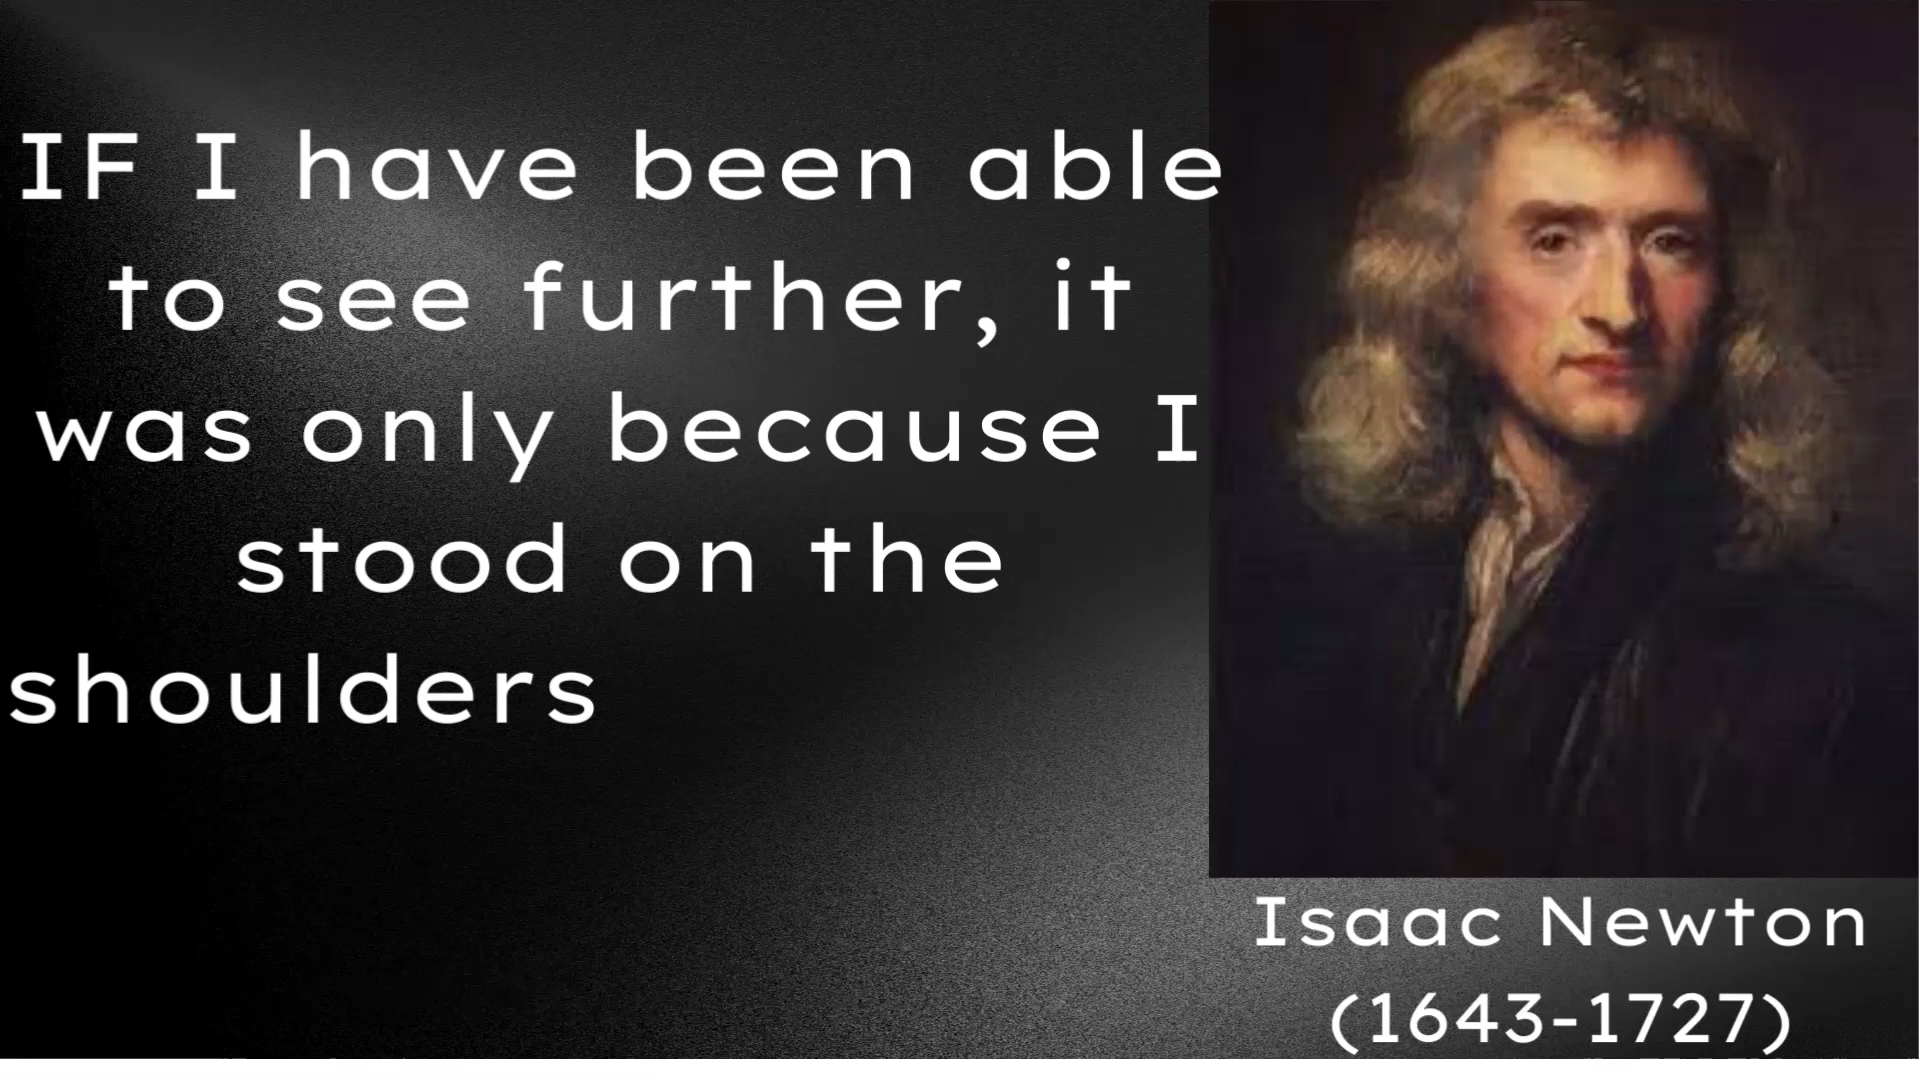 IF I have been able
to see further, it
was only because I
stood on the
shoulders
Isaac Newton
(1643-1727)